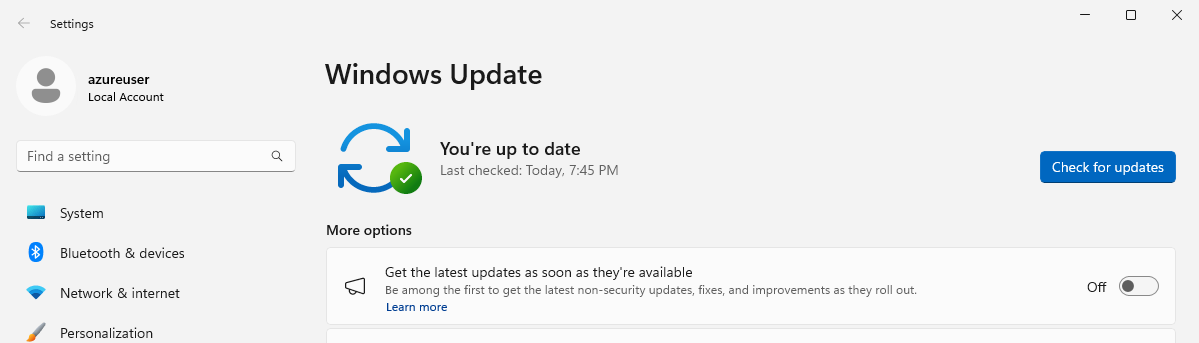 Settings
azureuser
Local Account
Find a setting
System
Bluetooth & devices
Network & internet
Personalization
Windows Update
You're up to date
Last checked: Today, 7:45 PM
Check for updates
More options
Get the latest updates as soon as they're available
Be among the first to get the latest non-security updates, fixes, and improvements as they roll out.
Learn more
Off